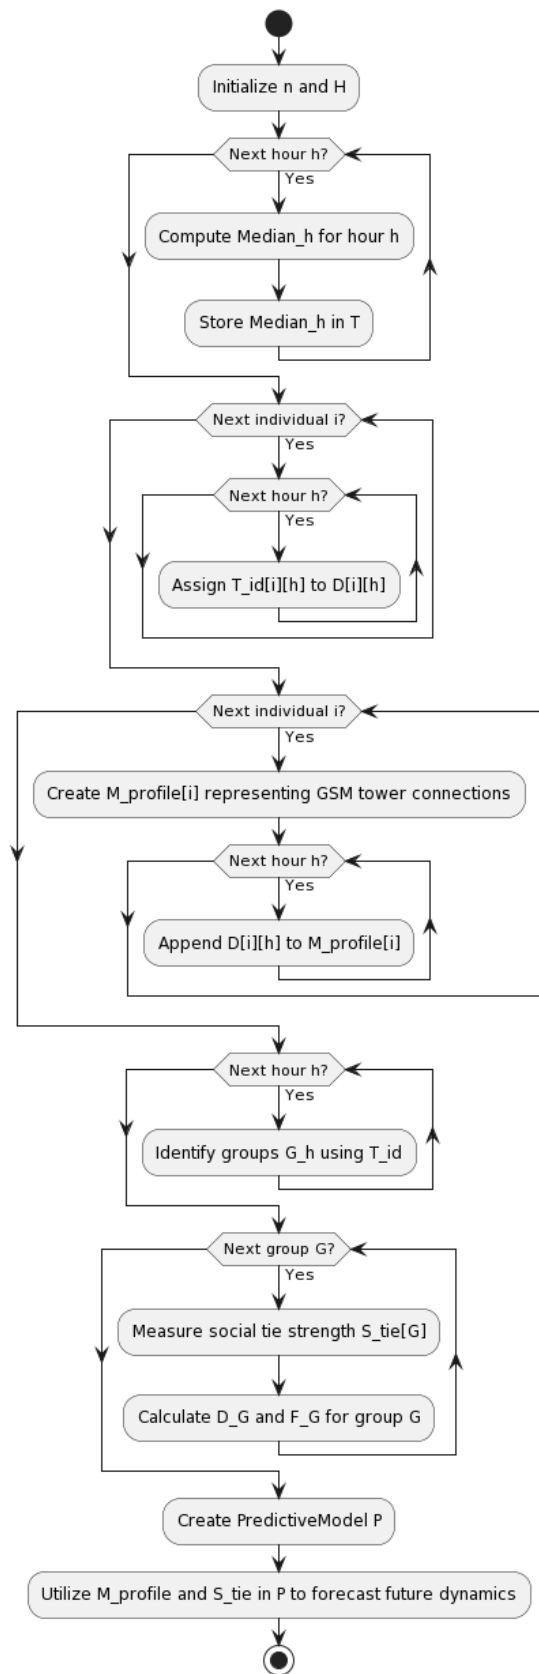 Initialize n and H
Next hour h?
Yes
Compute Median_h for hour h
Store Median_h in T
Next individual i?
Yes
Next hour h?
Yes
Assign T_id[i][h] to D[i][h]
Next individual i?
Yes
Create M_profile[i] representing GSM tower connections
Next hour h?
Yes
Append D[i][h] to M_profile[i]
Next hour h?
Yes
Identify groups G_h using T_id
Next group G?
Yes
Measure social tie strength S_tie[G]
Calculate D_G and F_G for group G
Create PredictiveModel P
Utilize M_profile and S_tie in P to forecast future dynamics